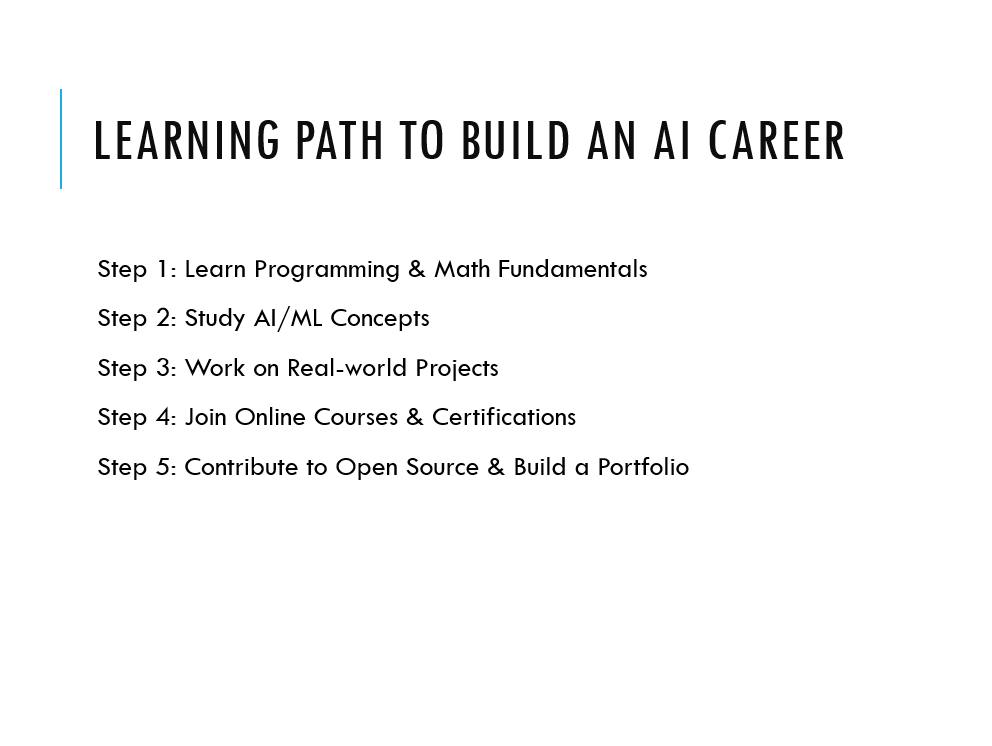 LEARNING PATH TO BUILD AN AI CAREER
Step 1: Learn Programming & Math Fundamentals
Step 2: Study AI/ML Concepts
Step 3: Work on Real-world Projects
Step 4: Join Online Courses & Certifications
Step 5: Contribute to Open Source & Build a Portfolio